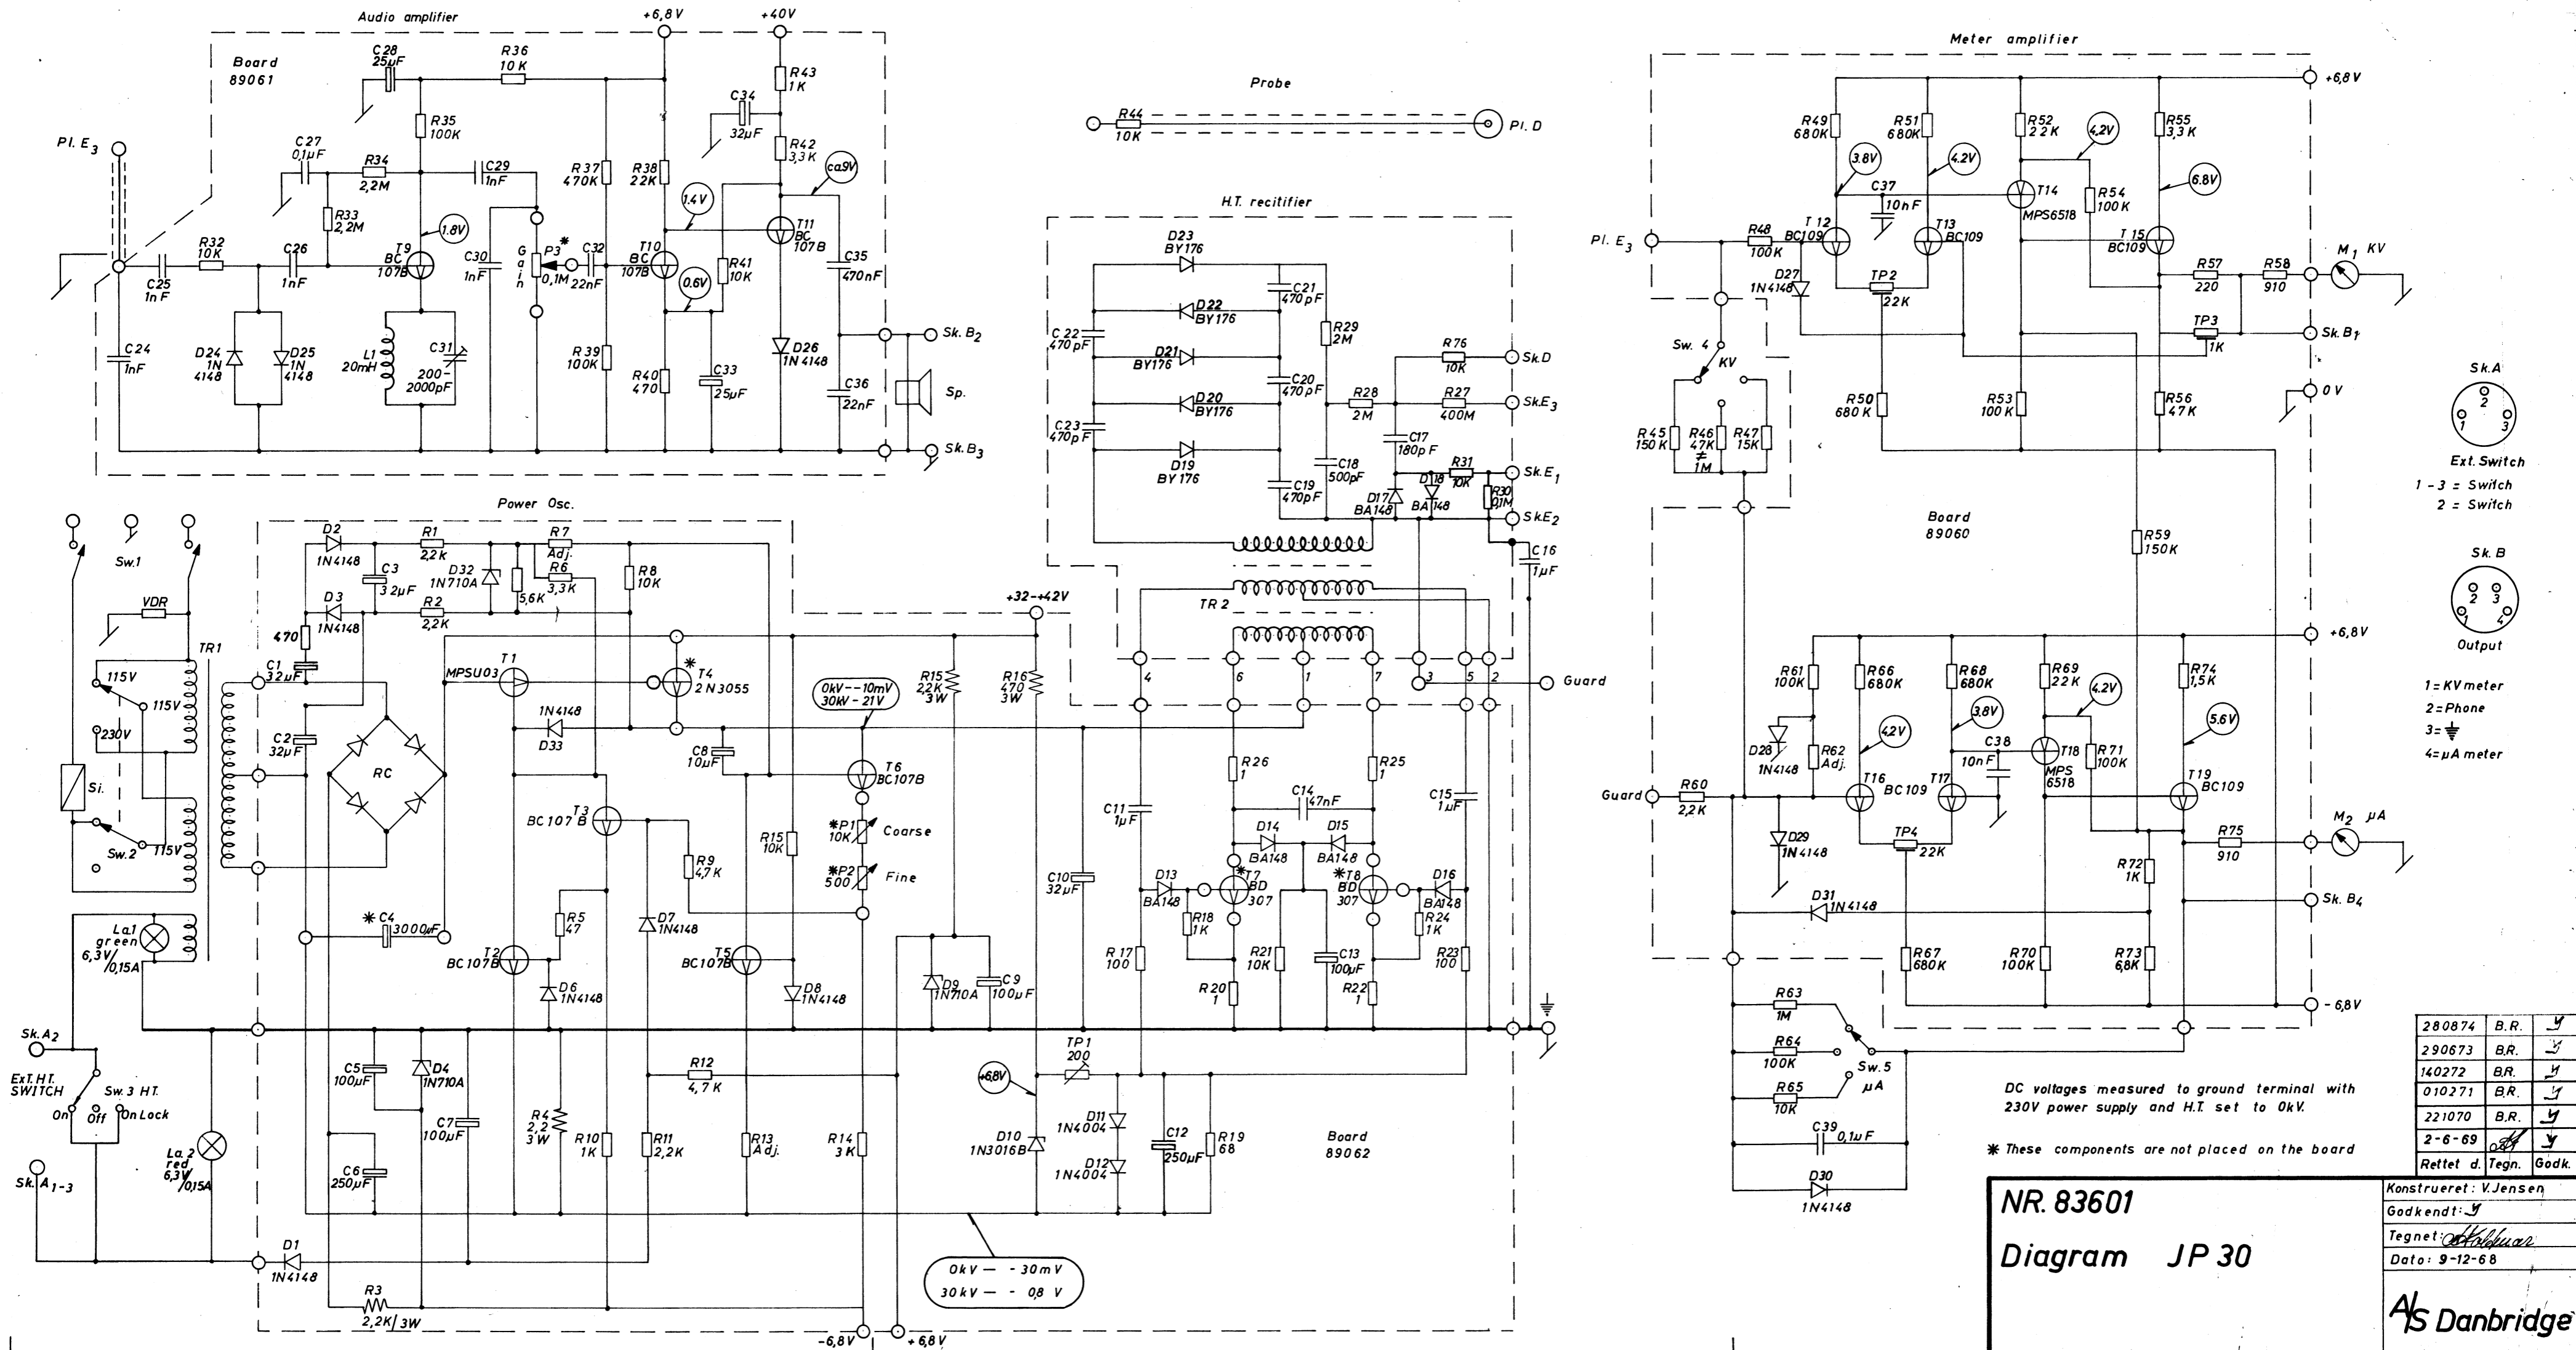 Audio amplifier
Board
89061
+6,8V
+40V
C28
25µF
R36
10 K
R43
1K
C34
32µF
R35
100K
R42
3,3K
ca.9V
Pl. E3
C27
0,1µF
R34
2,2M
C29
1nF
R37
470K
R38
22K
1.4V
R33
2,2M
1.8V
T11
BC
107B
R32
10K
C26
1nF
T9
BC
107B
C30
1nF
Gain
P3 *
0,1M
C32
22nF
T10
BC
107B
R41
10K
C35
470nF
C25
1nF
0.6V
C24
1nF
D24
1N
4148
D25
1N
4148
L1
20mH
C31
200-
2000pF
R39
100K
R40
470
C33
25µF
D26
1N 4148
C36
22nF
Sk. B2
Sp.
Sk. B3
Probe
R44
10K
Pl. D
H.T. recitifier
D23
BY176
C21
470pF
D22
BY176
C22
470pF
R29
2M
D21
BY176
R76
10K
Sk.D
C20
470pF
D20
BY176
R28
2M
R27
400M
Sk.E3
C23
470pF
C17
180pF
D19
BY176
C18
500pF
R31
10K
Sk.E1
C19
470pF
D17
BA148
D18
BA148
R30
0,1M
Sk.E2
C16
1µF
TR 2
4
6
1
7
3
5
2
Guard
Meter amplifier
+6,8V
R49
680K
R51
680K
R52
22K
4,2V
R55
3,3K
3.8V
4.2V
C37
10nF
T14
MPS6518
R54
100K
6.8V
Pl. E3
R48
100K
T12
BC109
T13
BC109
T15
BC109
M1 KV
D27
1N4148
TP2
22K
R57
220
R58
910
TP3
1K
Sk. B1
Sw. 4
KV
R50
680K
R53
100K
R56
47K
0V
R45
150K
R46
47K
≠
1M
R47
15K
Board
89060
R59
150K
Sk.A
2
1
3
Ext. Switch
1 - 3 = Switch
2 = Switch
Sk. B
2 3
1
4
Output
1= KV meter
2=Phone
3=
4=µA meter
+6,8V
R61
100K
R66
680K
R68
680K
R69
22K
4.2V
R74
1,5K
D28
1N4148
R62
Adj.
4,2V
3,8V
C38
10nF
T18
MPS
6518
R71
100K
5.6V
Guard
R60
2,2K
T16
BC109
T17
T19
BC109
D29
1N4148
TP4
22K
R72
1K
R75
910
M2 µA
D31
1N4148
Sk. B4
R67
680K
R70
100K
R73
6,8K
-6,8V
R63
1M
R64
100K
R65
10K
Sw.5
µA
C39
0,1µF
D30
1N4148
Power Osc.
Sw.1
VDR
TR1
115V
115V
230V
Si.
Sw.2
115V
D2
1N4148
R1
2,2K
R7
Adj.
C3
32µF
D32
1N710A
5,6K
R6
3,3K
R8
10K
D3
1N4148
R2
2,2K
470
C1
32µF
C2
32µF
RC
T1
MPSU03
*
T4
2N3055
1N4148
D33
0kV--10mV
30kV-21V
R15
2,2K
3W
+32-+42V
R16
470
3W
C8
10µF
T6
BC107B
T3
BC107B
*P1
10K
Coarse
R15
10K
R9
4,7K
*P2
500
Fine
* C4
3000µF
R5
47
D7
1N4148
T2
BC107B
D6
1N4148
T5
BC107B
D8
1N4148
D9
1N710A
C9
100µF
C10
32µF
R26
1
R25
1
C11
1µF
C14
47nF
C15
1µF
D14
BA148
D15
BA148
D13
BA148
*T7
BD
307
*T8
BD
307
D16
BA148
R18
1K
R24
1K
R17
100
R21
10K
C13
100µF
R23
100
R20
1
R22
1
La.1
green
6,3V/0,15A
Sk.A2
Ext. H.T.
SWITCH
Sw.3 HT.
On
Off
On Lock
La.2
red
6,3V/0,15A
Sk. A1-3
C5
100µF
D4
1N710A
C7
100µF
R4
2,2
3W
R12
4,7K
C6
250µF
R10
1K
R11
2,2K
R13
Adj.
R14
3K
+6,8V
TP1
200
D10
1N3016B
D11
1N4004
D12
1N4004
C12
250µF
R19
68
Board
89062
D1
1N4148
R3
2,2K/3W
0kV — - 30mV
30kV — - 0,8 V
-6,8V
+6,8V
DC voltages measured to ground terminal with
230V power supply and H.T. set to 0kV.
* These components are not placed on the board
280874 B.R.
290673 B.R.
140272 B.R.
010271 B.R.
221070 B.R.
2-6-69
Rettet d. Tegn. Godk.
NR. 83601
Diagram JP 30
Konstrueret: V.Jensen
Godkendt:
Tegnet:
Dato: 9-12-68
A/S Danbridge